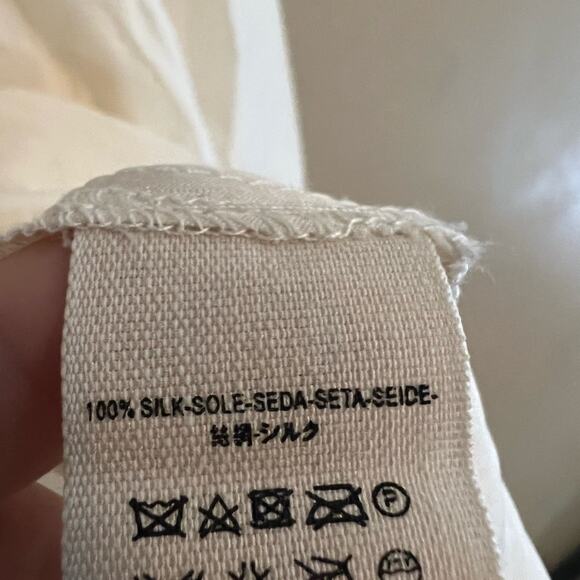 100% SILK-SOLE-SEDA-SETA-SEIDE-
絲綢-シルク
P